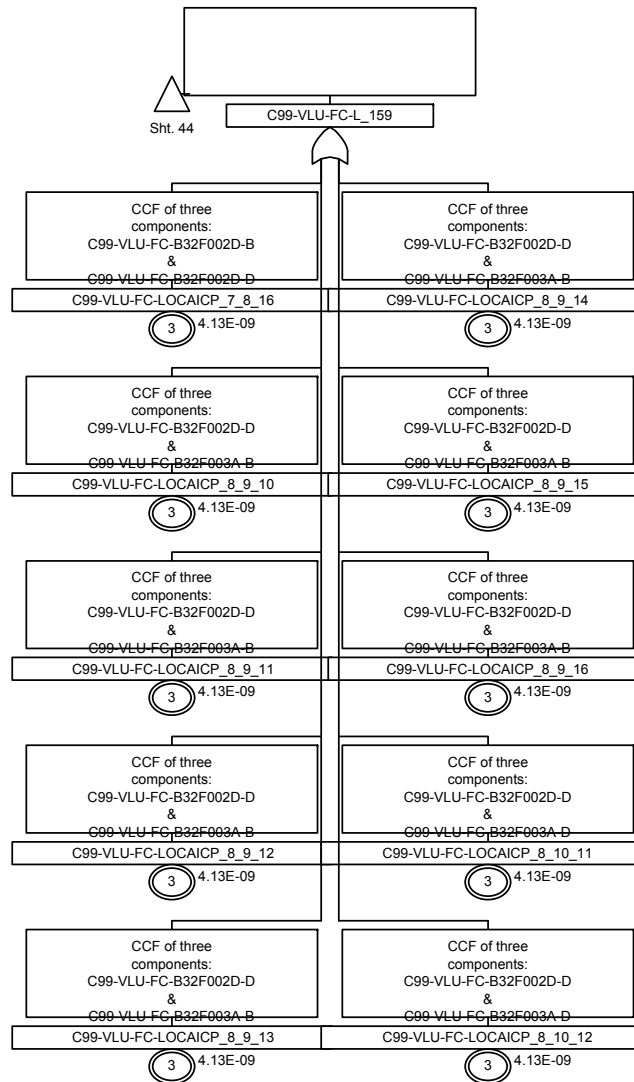 C99-VLU-FC-L_159
Sht. 44
CCF of three
components:
C99-VLU-FC-B32F002D-B
&
C99-VLU-FC-B32F002D-D
C99-VLU-FC-LOCAICP_7_8_16
3
4.13E-09
CCF of three
components:
C99-VLU-FC-B32F002D-D
&
C99-VLU-FC-B32F003A-B
C99-VLU-FC-LOCAICP_8_9_14
3
4.13E-09
CCF of three
components:
C99-VLU-FC-B32F002D-D
&
C99-VLU-FC-B32F003A-B
C99-VLU-FC-LOCAICP_8_9_10
3
4.13E-09
CCF of three
components:
C99-VLU-FC-B32F002D-D
&
C99-VLU-FC-B32F003A-B
C99-VLU-FC-LOCAICP_8_9_15
3
4.13E-09
CCF of three
components:
C99-VLU-FC-B32F002D-D
&
C99-VLU-FC-B32F003A-B
C99-VLU-FC-LOCAICP_8_9_11
3
4.13E-09
CCF of three
components:
C99-VLU-FC-B32F002D-D
&
C99-VLU-FC-B32F003A-B
C99-VLU-FC-LOCAICP_8_9_16
3
4.13E-09
CCF of three
components:
C99-VLU-FC-B32F002D-D
&
C99-VLU-FC-B32F003A-B
C99-VLU-FC-LOCAICP_8_9_12
3
4.13E-09
CCF of three
components:
C99-VLU-FC-B32F002D-D
&
C99-VLU-FC-B32F003A-D
C99-VLU-FC-LOCAICP_8_10_11
3
4.13E-09
CCF of three
components:
C99-VLU-FC-B32F002D-D
&
C99-VLU-FC-B32F003A-B
C99-VLU-FC-LOCAICP_8_9_13
3
4.13E-09
CCF of three
components:
C99-VLU-FC-B32F002D-D
&
C99-VLU-FC-B32F003A-D
C99-VLU-FC-LOCAICP_8_10_12
3
4.13E-09